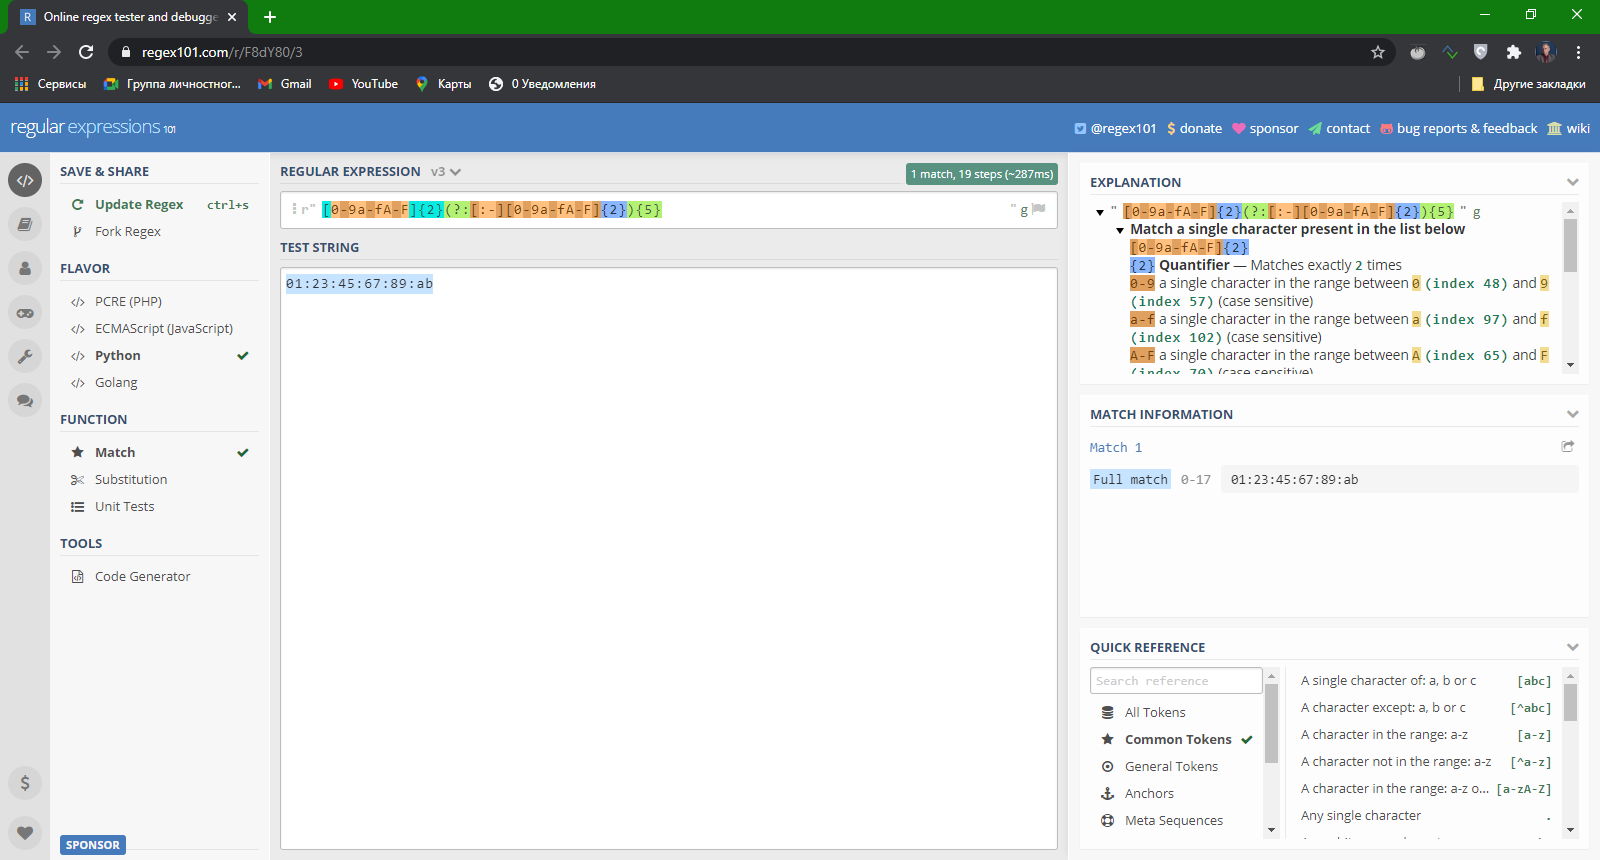 R Online regex tester and debugge
regex101.com/r/F8dY80/3
Сервисы Группа личностног... Gmail YouTube Карты 0 Уведомления Другие закладки
regular expressions 101
@regex101 $ donate sponsor contact bug reports & feedback wiki
SAVE & SHARE
Update Regex ctrl+s
Fork Regex
FLAVOR
</> PCRE (PHP)
</> ECMAScript (JavaScript)
</> Python
</> Golang
FUNCTION
Match
Substitution
Unit Tests
TOOLS
Code Generator
SPONSOR
REGULAR EXPRESSION v3
1 match, 19 steps (~287ms)
r" [0-9a-fA-F]{2}(?:[:-][0-9a-fA-F]{2}){5} " g
TEST STRING
01:23:45:67:89:ab
EXPLANATION
" [0-9a-fA-F]{2}(?:[:-][0-9a-fA-F]{2}){5} " g
Match a single character present in the list below
[0-9a-fA-F]{2}
{2} Quantifier — Matches exactly 2 times
0-9 a single character in the range between 0 (index 48) and 9
(index 57) (case sensitive)
a-f a single character in the range between a (index 97) and f
(index 102) (case sensitive)
A-F a single character in the range between A (index 65) and F
(index 70) (case sensitive)
MATCH INFORMATION
Match 1
Full match 0-17 01:23:45:67:89:ab
QUICK REFERENCE
Search reference
All Tokens
Common Tokens
General Tokens
Anchors
Meta Sequences
A single character of: a, b or c [abc]
A character except: a, b or c [^abc]
A character in the range: a-z [a-z]
A character not in the range: a-z [^a-z]
A character in the range: a-z o... [a-zA-Z]
Any single character .